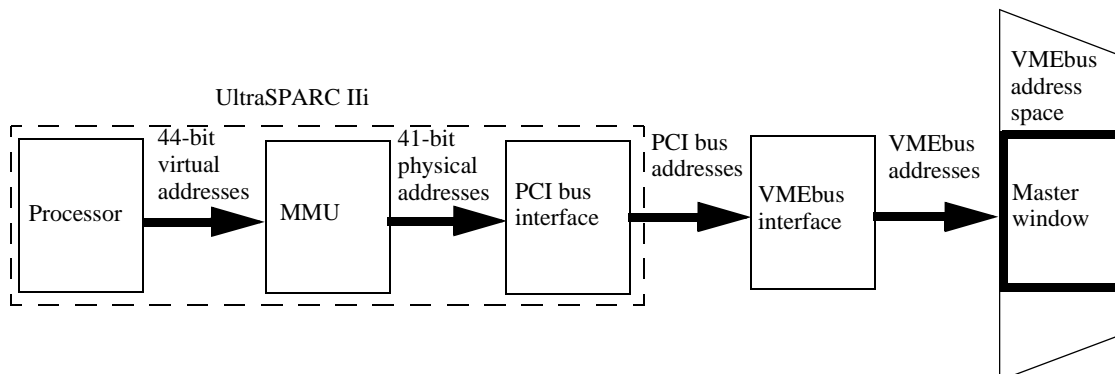 UltraSPARC IIi
Processor
44-bit
virtual
addresses
MMU
41-bit
physical
addresses
PCI bus
interface
PCI bus
addresses
VMEbus
interface
VMEbus
addresses
VMEbus
address
space
Master
window